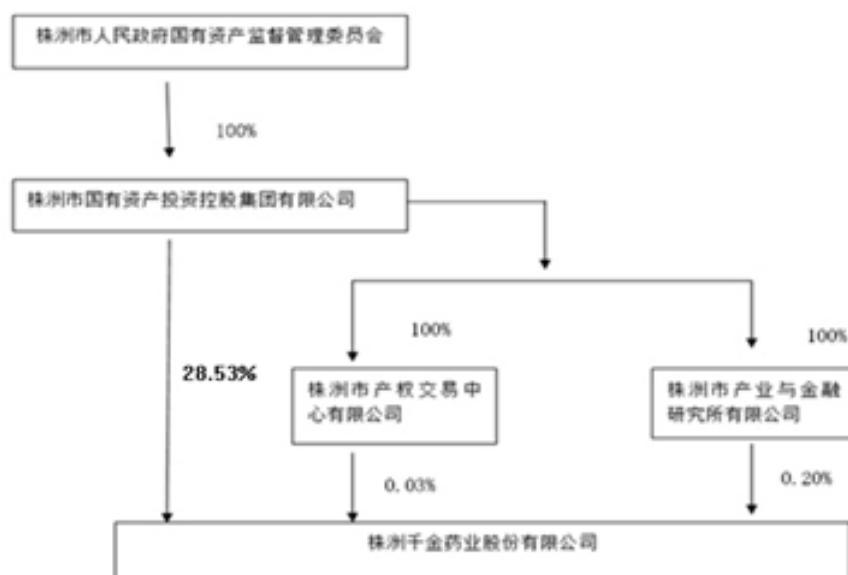 株洲市人民政府国有资产监督管理委员会
100%
株洲市国有资产投资控股集团有限公司
100%
100%
28.53%
株洲市产权交易中
心有限公司
株洲市产业与金融
研究所有限公司
0.03%
0.20%
株洲千金药业股份有限公司